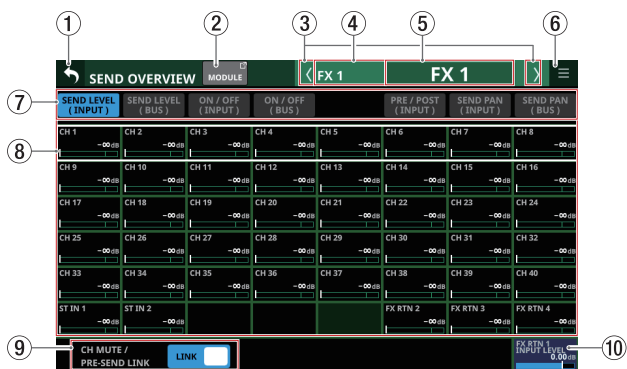 ① ② ③ ④ ⑤ ⑥
SEND OVERVIEW MODULE FX 1 FX 1
⑦
SEND LEVEL (INPUT) SEND LEVEL (BUS) ON / OFF (INPUT) ON / OFF (BUS) PRE / POST (INPUT) SEND PAN (INPUT) SEND PAN (BUS)
⑧
CH 1 CH 2 CH 3 CH 4 CH 5 CH 6 CH 7 CH 8
-∞dB -∞dB -∞dB -∞dB -∞dB -∞dB -∞dB -∞dB
CH 9 CH 10 CH 11 CH 12 CH 13 CH 14 CH 15 CH 16
-∞dB -∞dB -∞dB -∞dB -∞dB -∞dB -∞dB -∞dB
CH 17 CH 18 CH 19 CH 20 CH 21 CH 22 CH 23 CH 24
-∞dB -∞dB -∞dB -∞dB -∞dB -∞dB -∞dB -∞dB
CH 25 CH 26 CH 27 CH 28 CH 29 CH 30 CH 31 CH 32
-∞dB -∞dB -∞dB -∞dB -∞dB -∞dB -∞dB -∞dB
CH 33 CH 34 CH 35 CH 36 CH 37 CH 38 CH 39 CH 40
-∞dB -∞dB -∞dB -∞dB -∞dB -∞dB -∞dB -∞dB
ST IN 1 ST IN 2 FX RTN 2 FX RTN 3 FX RTN 4
-∞dB -∞dB -∞dB -∞dB -∞dB
⑨ ⑩
CH MUTE /
PRE-SEND LINK
LINK
FX RTN 1
INPUT LEVEL
0.00dB